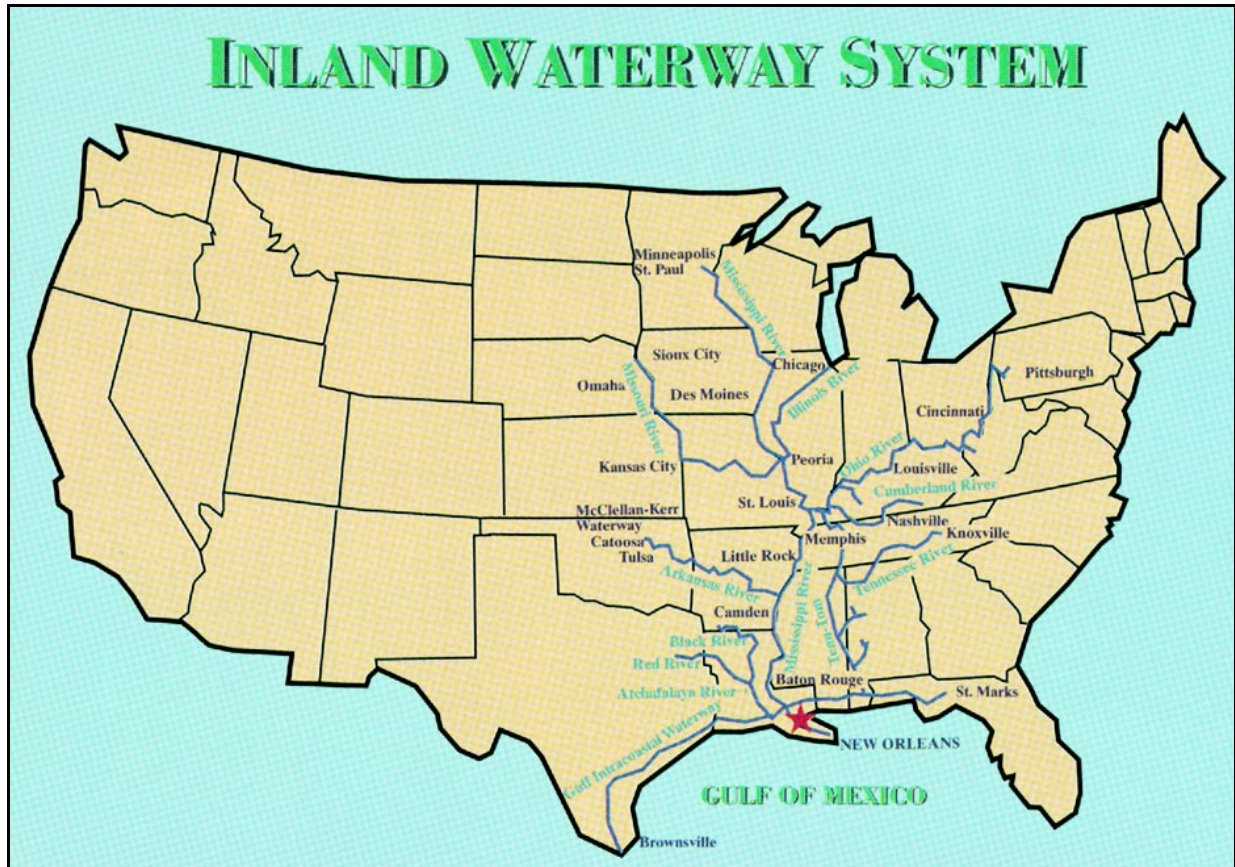 INLAND WATERWAY SYSTEM
Minneapolis
St. Paul
Mississippi River
Sioux City
Chicago
Omaha
Missouri River
Des Moines
Illinois River
Pittsburgh
Cincinnati
Kansas City
Peoria
Ohio River
Louisville
Cumberland River
St. Louis
McClellan-Kerr
Waterway
Nashville
Catoosa
Tulsa
Little Rock
Memphis
Knoxville
Arkansas River
Tennessee River
Camden
Mississippi River
Tenn-Tom
Black River
Red River
Baton Rouge
Atchafalaya River
St. Marks
Gulf Intracoastal Waterway
NEW ORLEANS
GULF OF MEXICO
Brownsville